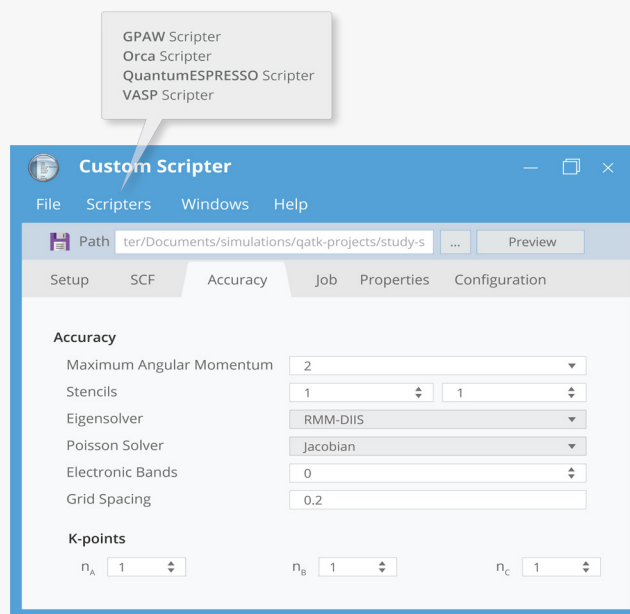 GPAW Scripter
Orca Scripter
QuantumESPRESSO Scripter
VASP Scripter
Custom Scripter
File Scripters Windows Help
Path ter/Documents/simulations/qatk-projects/study-s ... Preview
Setup SCF Accuracy Job Properties Configuration
Accuracy
Maximum Angular Momentum 2
Stencils 1 1
Eigensolver RMM-DIIS
Poisson Solver Jacobian
Electronic Bands 0
Grid Spacing 0.2
K-points
nA 1 nB 1 nC 1